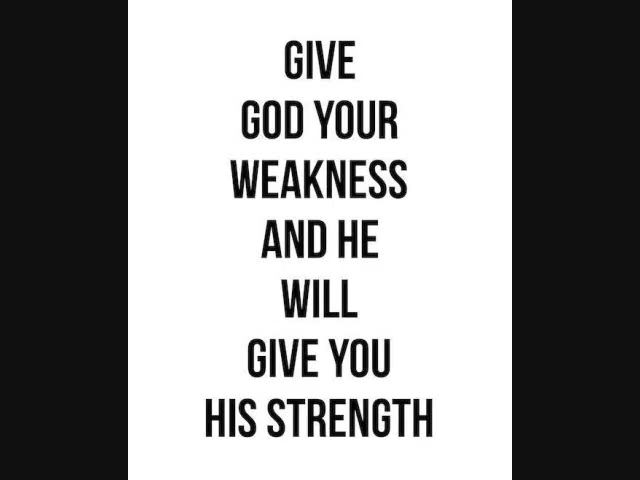 GIVE
GOD YOUR
WEAKNESS
AND HE
WILL
GIVE YOU
HIS STRENGTH